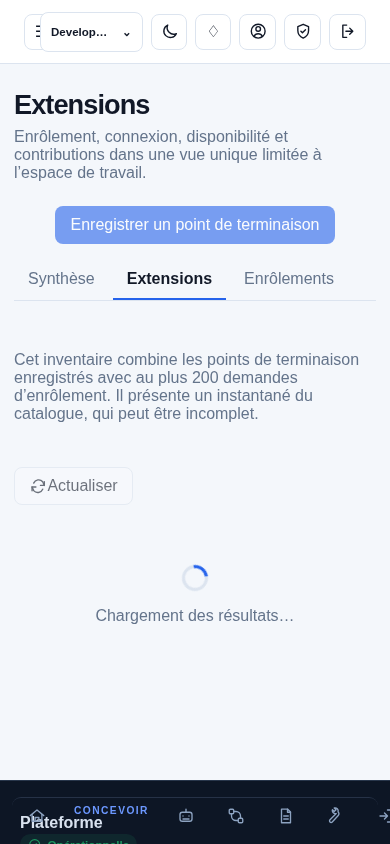 Develop…
Extensions
Enrôlement, connexion, disponibilité et
contributions dans une vue unique limitée à
l’espace de travail.
Enregistrer un point de terminaison
Synthèse
Extensions
Enrôlements
Cet inventaire combine les points de terminaison
enregistrés avec au plus 200 demandes
d’enrôlement. Il présente un instantané du
catalogue, qui peut être incomplet.
Actualiser
Chargement des résultats…
CONCEVOIR
Plateforme
Opérationnelle